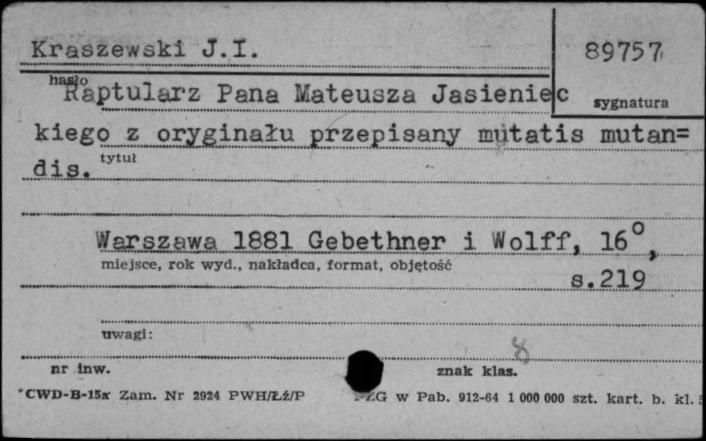 Kraszewski J.I.
89757
hasło
Raptularz Pana Mateusza Jasieniec
sygnatura
kiego z oryginału przepisany mutatis mutan=
tytuł
dis.
Warszawa 1881 Gebethner i Wolff, 16°,
miejsce, rok wyd., nakładca, format, objętość
s.219
uwagi:
8
nr inw.
znak klas.
CWD-B-15x Zam. Nr 2924 PWH/Łź/P
ZG w Pab. 912-64 1 000 000 szt. kart. b. kl.